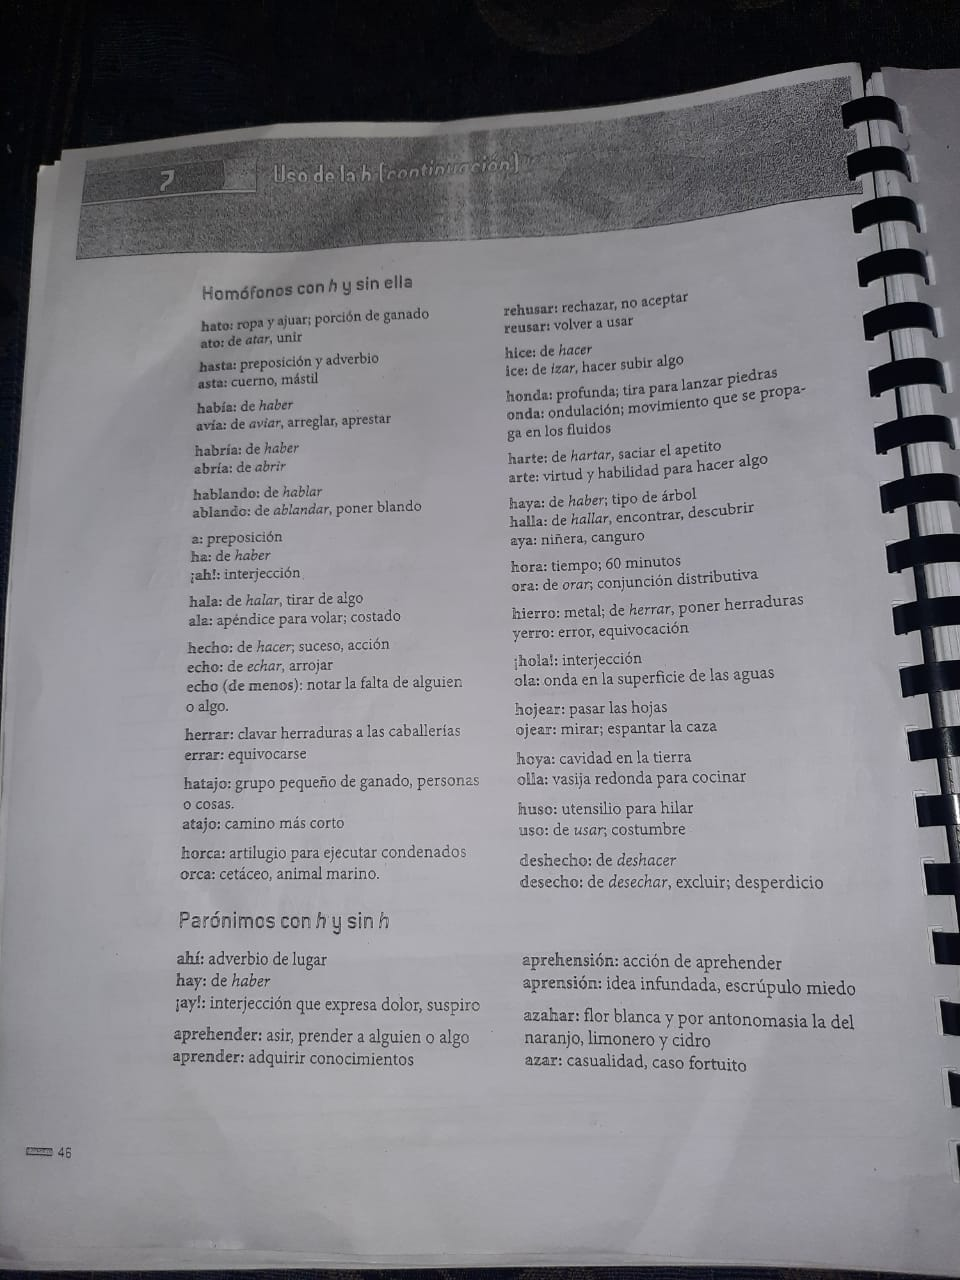 7
Uso de la h (continuación)
Homófonos con h y sin ella
hato: ropa y ajuar; porción de ganado
ato: de atar, unir
hasta: preposición y adverbio
asta: cuerno, mástil
había: de haber
avía: de aviar, arreglar, aprestar
habría: de haber
abría: de abrir
hablando: de hablar
ablando: de ablandar, poner blando
a: preposición
ha: de haber
¡ah!: interjección
hala: de halar, tirar de algo
ala: apéndice para volar; costado
hecho: de hacer; suceso, acción
echo: de echar, arrojar
echo (de menos): notar la falta de alguien
o algo.
herrar: clavar herraduras a las caballerías
errar: equivocarse
hatajo: grupo pequeño de ganado, personas
o cosas.
atajo: camino más corto
horca: artilugio para ejecutar condenados
orca: cetáceo, animal marino.
rehusar: rechazar, no aceptar
reusar: volver a usar
hice: de hacer
ice: de izar, hacer subir algo
honda: profunda; tira para lanzar piedras
onda: ondulación; movimiento que se propa-
ga en los fluidos
harte: de hartar, saciar el apetito
arte: virtud y habilidad para hacer algo
haya: de haber; tipo de árbol
halla: de hallar, encontrar, descubrir
aya: niñera, canguro
hora: tiempo; 60 minutos
ora: de orar; conjunción distributiva
hierro: metal; de herrar, poner herraduras
yerro: error, equivocación
¡hola!: interjección
ola: onda en la superficie de las aguas
hojear: pasar las hojas
ojear: mirar; espantar la caza
hoya: cavidad en la tierra
olla: vasija redonda para cocinar
huso: utensilio para hilar
uso: de usar; costumbre
deshecho: de deshacer
desecho: de desechar, excluir; desperdicio
Parónimos con h y sin h
ahí: adverbio de lugar
hay: de haber
¡ay!: interjección que expresa dolor, suspiro
aprehender: asir, prender a alguien o algo
aprender: adquirir conocimientos
aprehensión: acción de aprehender
aprensión: idea infundada, escrúpulo miedo
azahar: flor blanca y por antonomasia la del
naranjo, limonero y cidro
azar: casualidad, caso fortuito
46